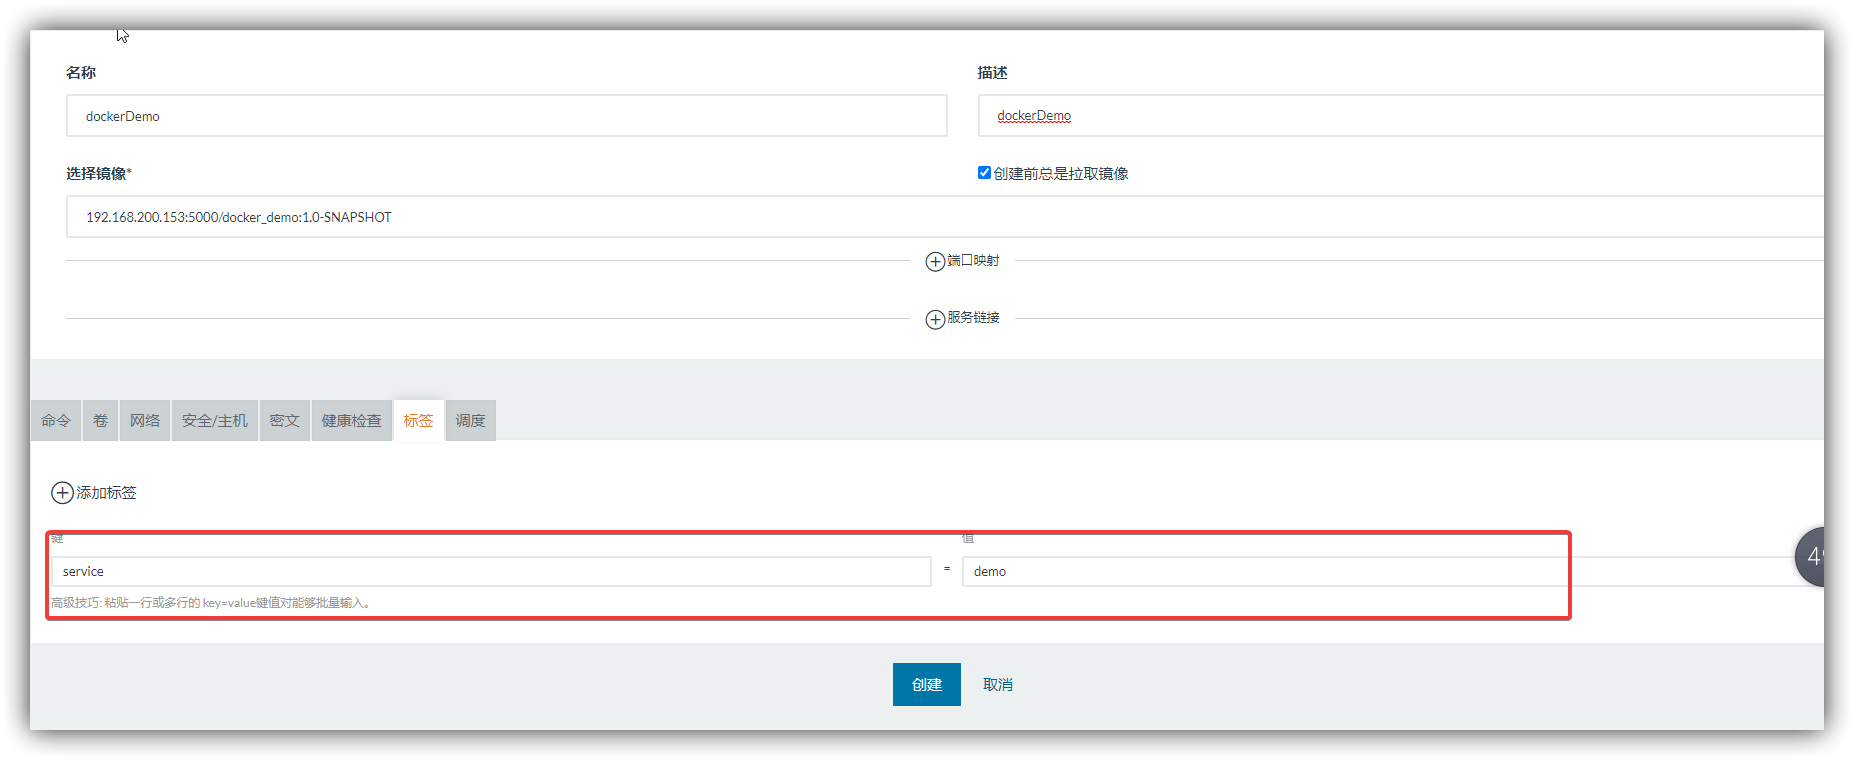 名称
描述
dockerDemo
dockerDemo
选择镜像*
创建前总是拉取镜像
192.168.200.153:5000/docker_demo:1.0-SNAPSHOT
端口映射
服务链接
命令 卷 网络 安全/主机 密文 健康检查 标签 调度
添加标签
键
值
service = demo
高级技巧: 粘贴一行或多行的 key=value键值对能够批量输入。
创建 取消